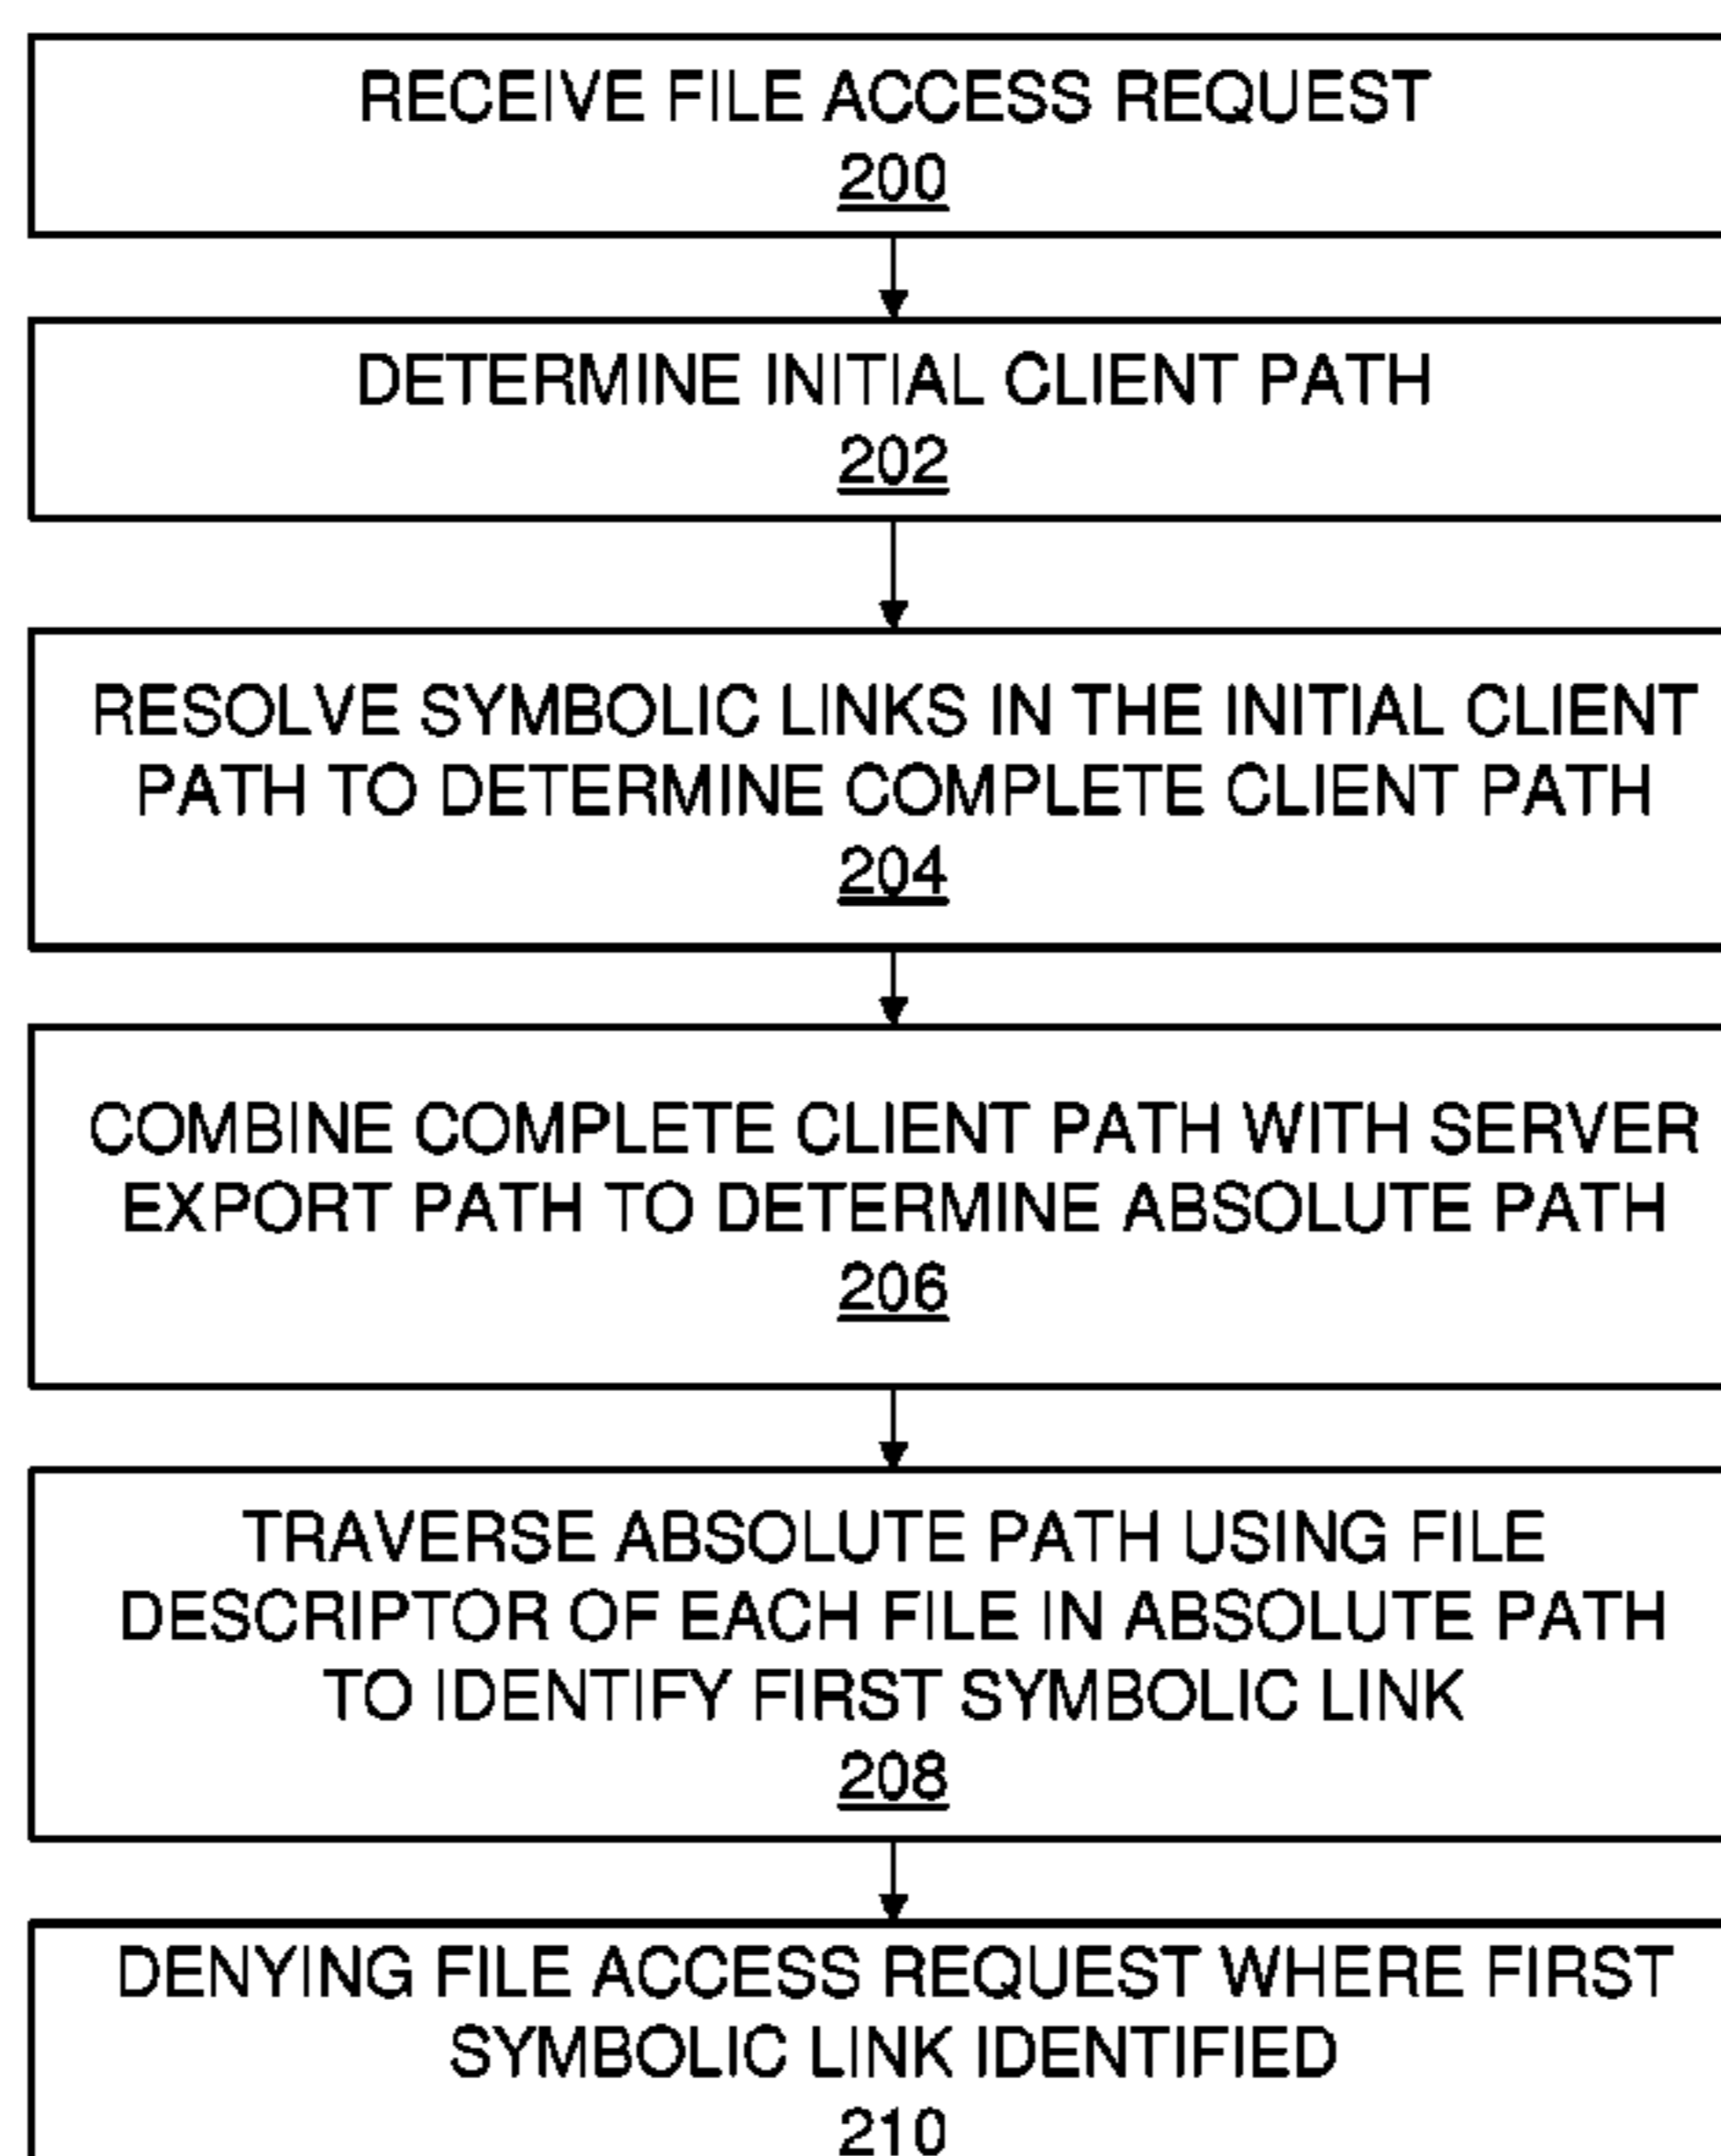 RECEIVE FILE ACCESS REQUEST
200
DETERMINE INITIAL CLIENT PATH
202
RESOLVE SYMBOLIC LINKS IN THE INITIAL CLIENT
PATH TO DETERMINE COMPLETE CLIENT PATH
204
COMBINE COMPLETE CLIENT PATH WITH SERVER
EXPORT PATH TO DETERMINE ABSOLUTE PATH
206
TRAVERSE ABSOLUTE PATH USING FILE
DESCRIPTOR OF EACH FILE IN ABSOLUTE PATH
TO IDENTIFY FIRST SYMBOLIC LINK
208
DENYING FILE ACCESS REQUEST WHERE FIRST
SYMBOLIC LINK IDENTIFIED
210